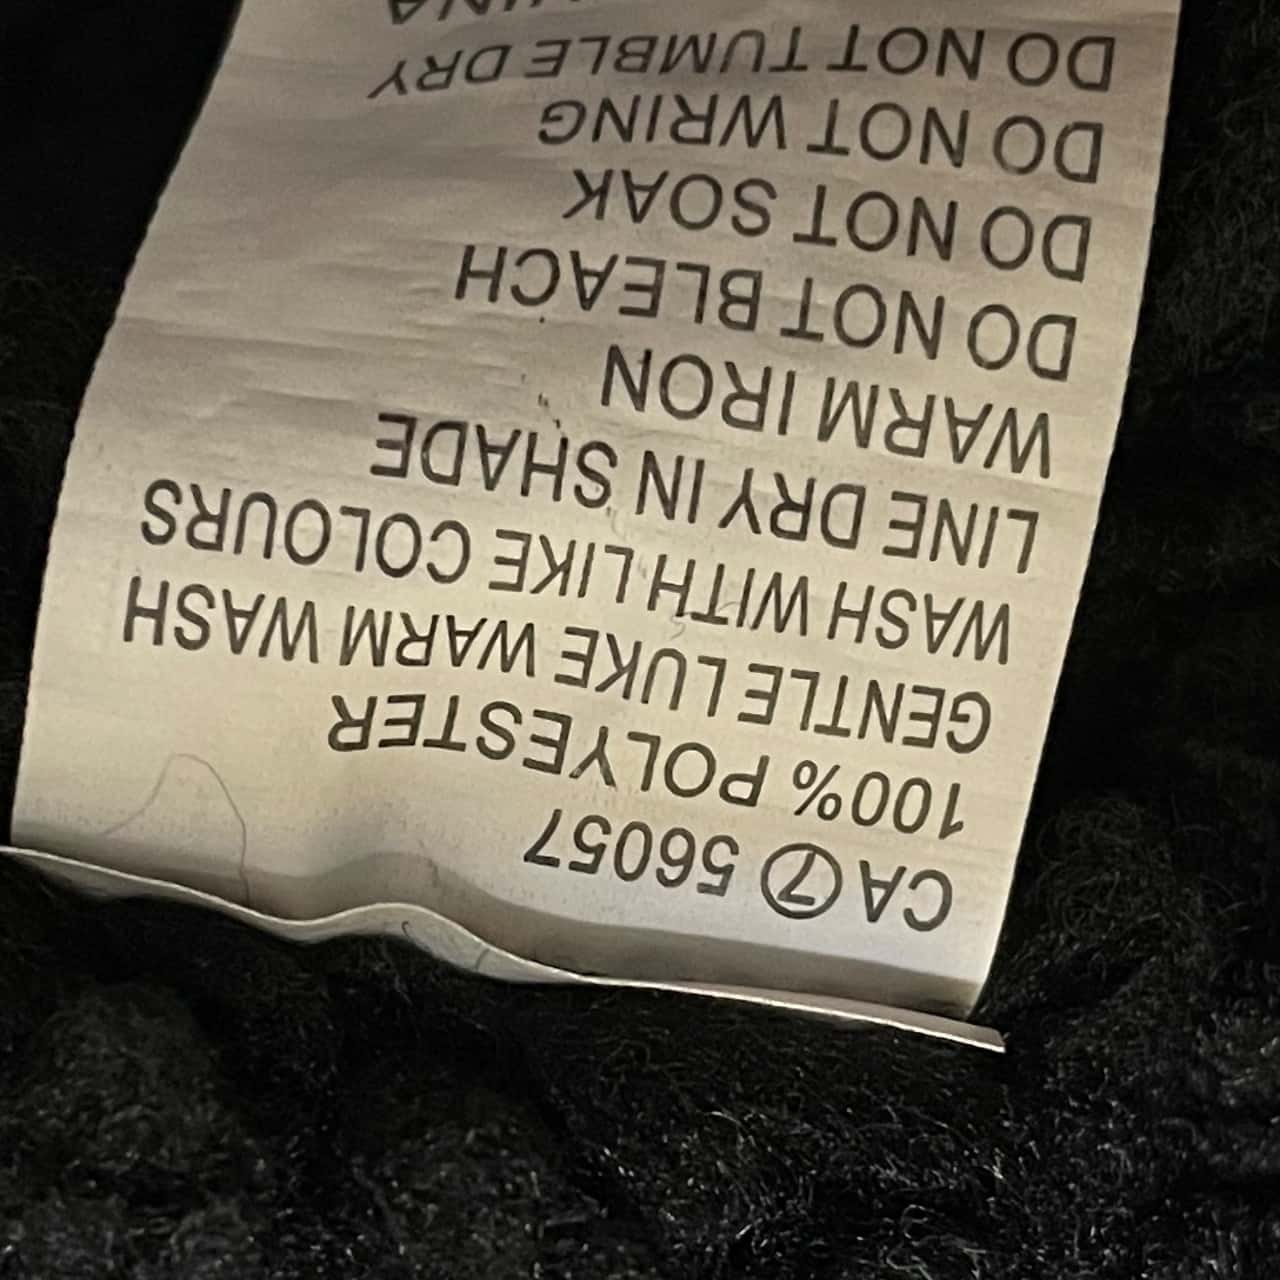 CA⑦ 56057
100% POLYESTER
GENTLE LUKE WARM WASH
WASH WITH LIKE COLOURS
LINE DRY IN SHADE
WARM IRON
DO NOT BLEACH
DO NOT SOAK
DO NOT WRING
DO NOT TUMBLE DRY